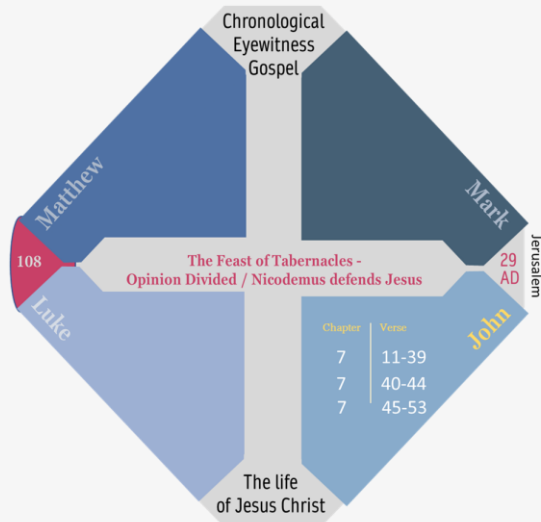 Chronological
Eyewitness
Gospel
Matthew
Mark
108
The Feast of Tabernacles -
Opinion Divided / Nicodemus defends Jesus
29
AD
Jerusalem
Luke
John
Chapter Verse
7 11-39
7 40-44
7 45-53
The life
of Jesus Christ